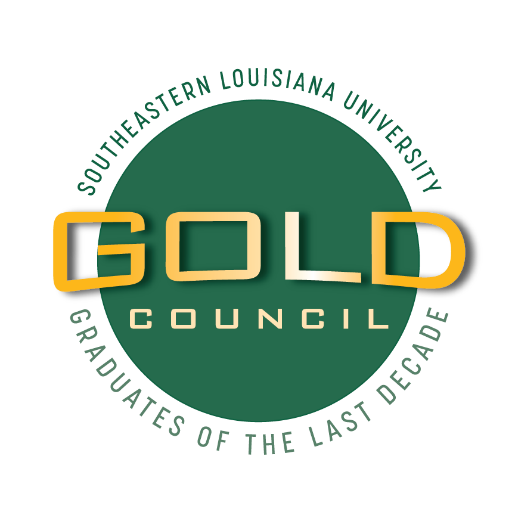 SOUTHEASTERN LOUISIANA UNIVERSITY
GOLD
COUNCIL
GRADUATES OF THE LAST DECADE